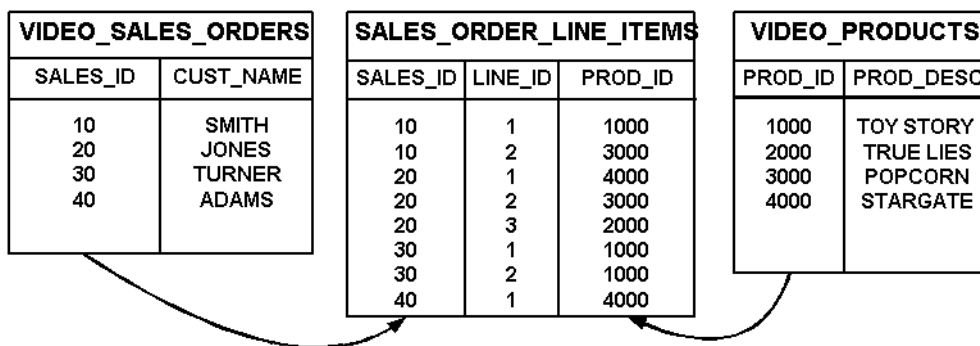 VIDEO_SALES_ORDERS
SALES_ID CUST_NAME
10 SMITH
20 JONES
30 TURNER
40 ADAMS
SALES_ORDER_LINE_ITEMS
SALES_ID LINE_ID PROD_ID
10 1 1000
10 2 3000
20 1 4000
20 2 3000
20 3 2000
30 1 1000
30 2 1000
40 1 4000
VIDEO_PRODUCTS
PROD_ID PROD_DESC
1000 TOY STORY
2000 TRUE LIES
3000 POPCORN
4000 STARGATE